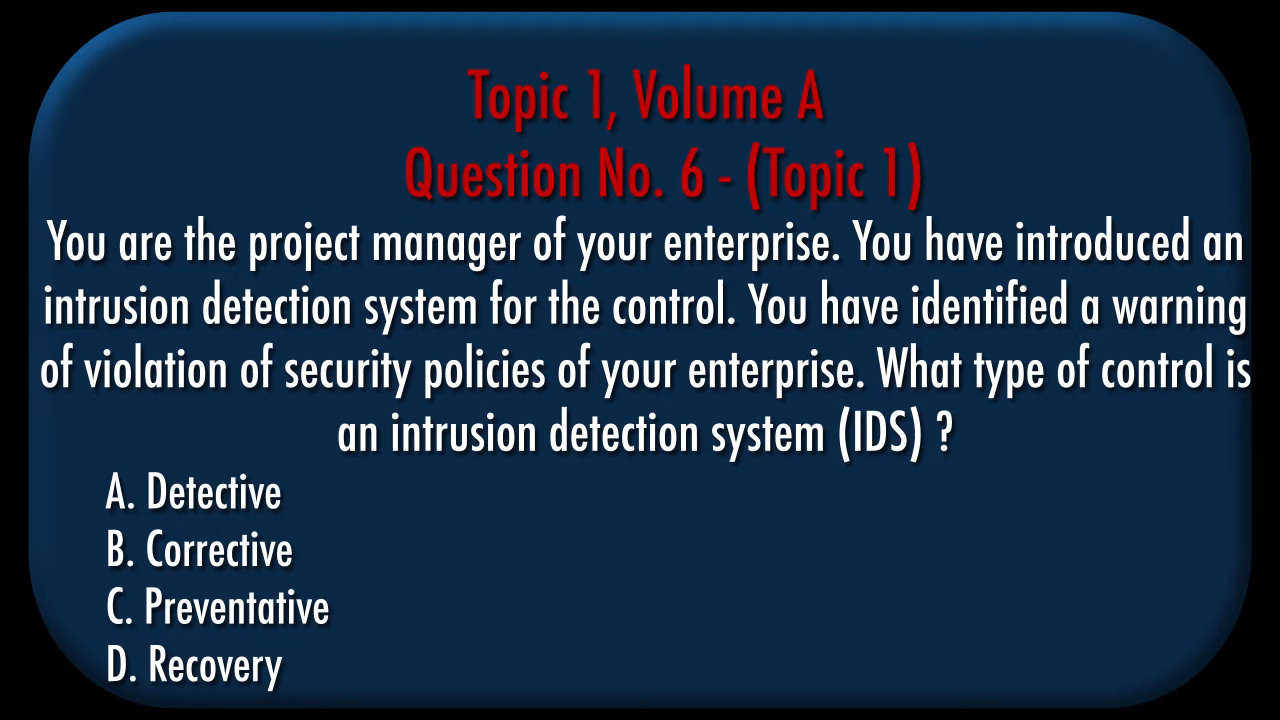 Topic 1, Volume A
Question No. 6 - (Topic 1)
You are the project manager of your enterprise. You have introduced an
intrusion detection system for the control. You have identified a warning
of violation of security policies of your enterprise. What type of control is
an intrusion detection system (IDS) ?
A. Detective
B. Corrective
C. Preventative
D. Recovery